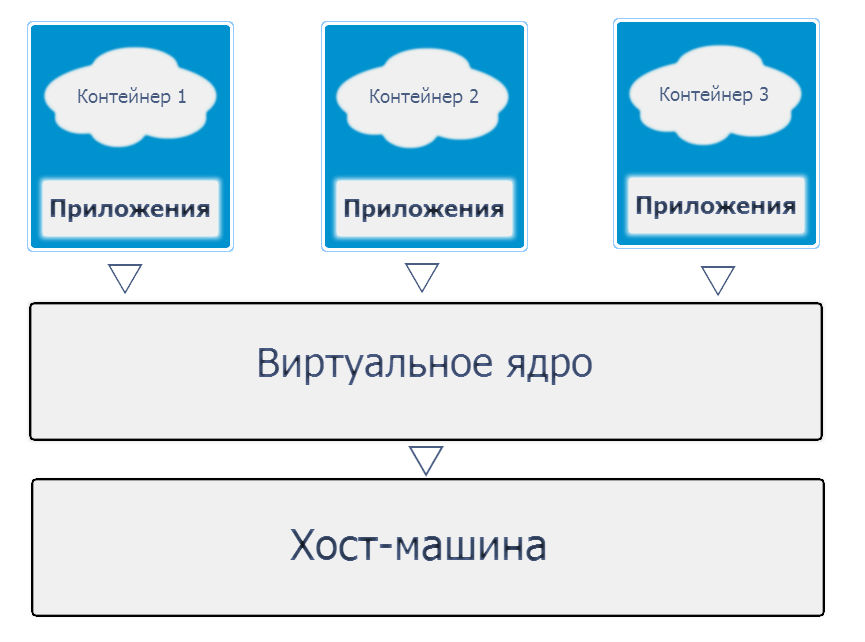 Контейнер 1
Контейнер 2
Контейнер 3
Приложения
Приложения
Приложения
Виртуальное ядро
Хост-машина